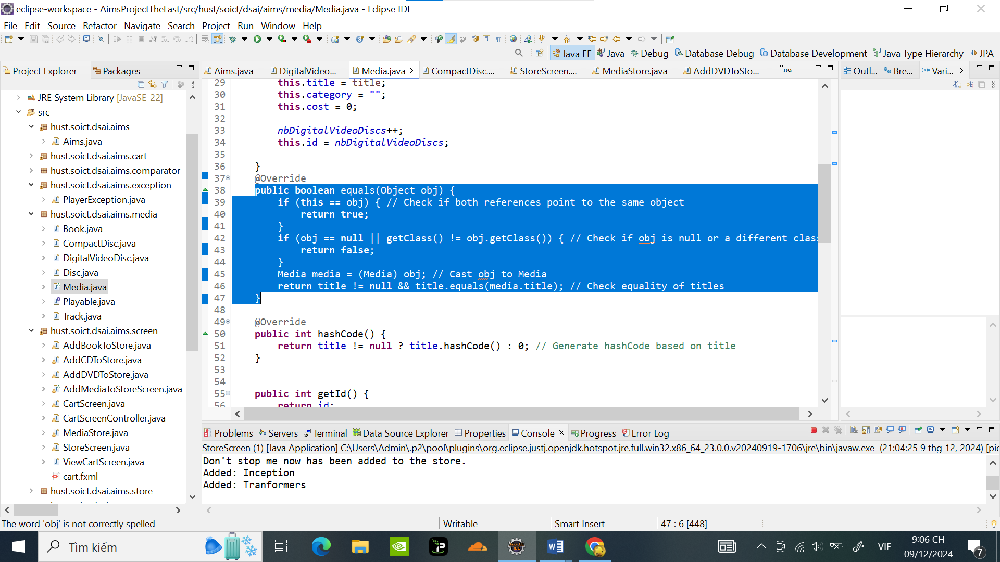 eclipse-workspace - AimsProjectTheLast/src/hust/soict/dsai/aims/media/Media.java - Eclipse IDE
File Edit Source Refactor Navigate Search Project Run Window Help
Java EE Java Debug Database Debug Database Development Java Type Hierarchy JPA
Project Explorer Packages
JRE System Library [JavaSE-22]
src
hust.soict.dsai.aims
Aims.java
hust.soict.dsai.aims.cart
hust.soict.dsai.aims.comparator
hust.soict.dsai.aims.exception
PlayerException.java
hust.soict.dsai.aims.media
Book.java
CompactDisc.java
DigitalVideoDisc.java
Disc.java
Media.java
Playable.java
Track.java
hust.soict.dsai.aims.screen
AddBookToStore.java
AddCDToStore.java
AddDVDToStore.java
AddMediaToStoreScreen.java
CartScreen.java
CartScreenController.java
MediaStore.java
StoreScreen.java
ViewCartScreen.java
cart.fxml
hust.soict.dsai.aims.store
Aims.java DigitalVideo... Media.java CompactDisc.... StoreScreen.... MediaStore.java AddDVDToSto...
29 this.title = title;
30 this.category = "";
31 this.cost = 0;
32
33 nbDigitalVideoDiscs++;
34 this.id = nbDigitalVideoDiscs;
35
36 }
37 @Override
38 public boolean equals(Object obj) {
39 if (this == obj) { // Check if both references point to the same object
40 return true;
41 }
42 if (obj == null || getClass() != obj.getClass()) { // Check if obj is null or a different clas
43 return false;
44 }
45 Media media = (Media) obj; // Cast obj to Media
46 return title != null && title.equals(media.title); // Check equality of titles
47 }
48
49 @Override
50 public int hashCode() {
51 return title != null ? title.hashCode() : 0; // Generate hashCode based on title
52 }
53
54
55 public int getId() {
56 return id;
Outl... Bre... (x)= Vari...
Problems Servers Terminal Data Source Explorer Properties Console Progress Error Log
StoreScreen (1) [Java Application] C:\Users\Admin\.p2\pool\plugins\org.eclipse.justj.openjdk.hotspot.jre.full.win32.x86_64_23.0.0.v20240919-1706\jre\bin\javaw.exe (21:04:25 9 thg 12, 2024) [pic
Don't stop me now has been added to the store.
Added: Inception
Added: Tranformers
The word 'obj' is not correctly spelled Writable Smart Insert 47 : 6 [448]
Tìm kiếm
VIE
9:06 CH
09/12/2024
7